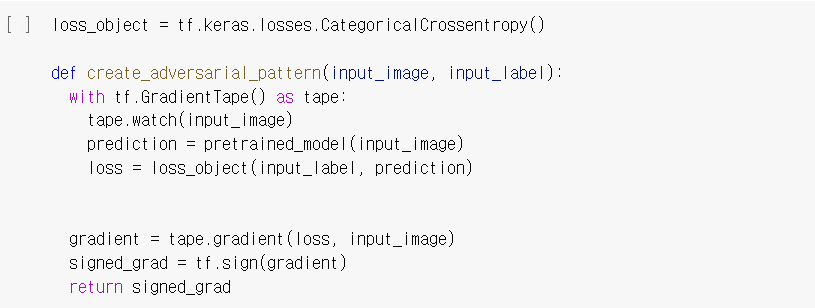 [ ] loss_object = tf.keras.losses.CategoricalCrossentropy()
def create_adversarial_pattern(input_image, input_label):
with tf.GradientTape() as tape:
tape.watch(input_image)
prediction = pretrained_model(input_image)
loss = loss_object(input_label, prediction)
gradient = tape.gradient(loss, input_image)
signed_grad = tf.sign(gradient)
return signed_grad